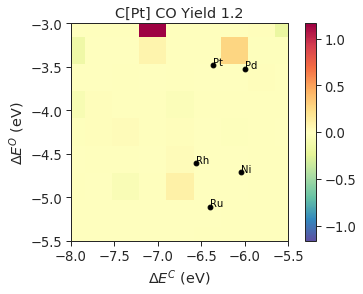 C[Pt] CO Yield 1.2
−3.0
−3.5
−4.0
−4.5
−5.0
−5.5
ΔE^O (eV)
Pt
Pd
Rh
Ni
Ru
−8.0 −7.5 −7.0 −6.5 −6.0 −5.5
ΔE^C (eV)
1.0
0.5
0.0
−0.5
−1.0